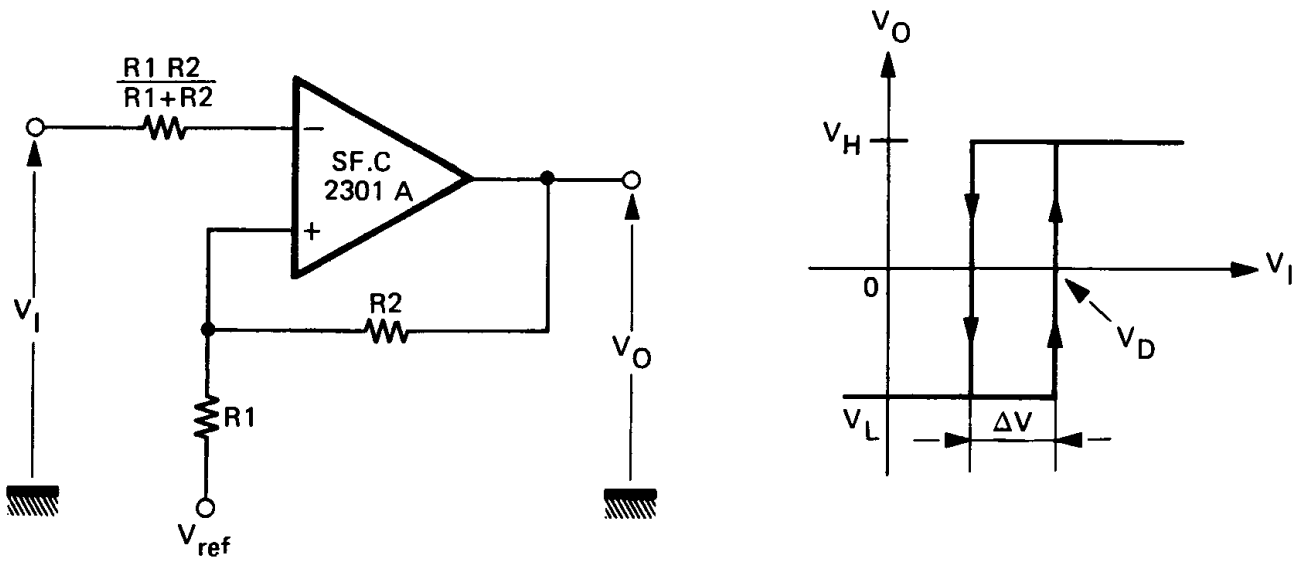 R1 R2
R1+R2
−
SF.C
2301 A
+
R2
R1
V_I
V_O
V_ref
V_O
V_H
0
V_I
V_D
V_L
ΔV